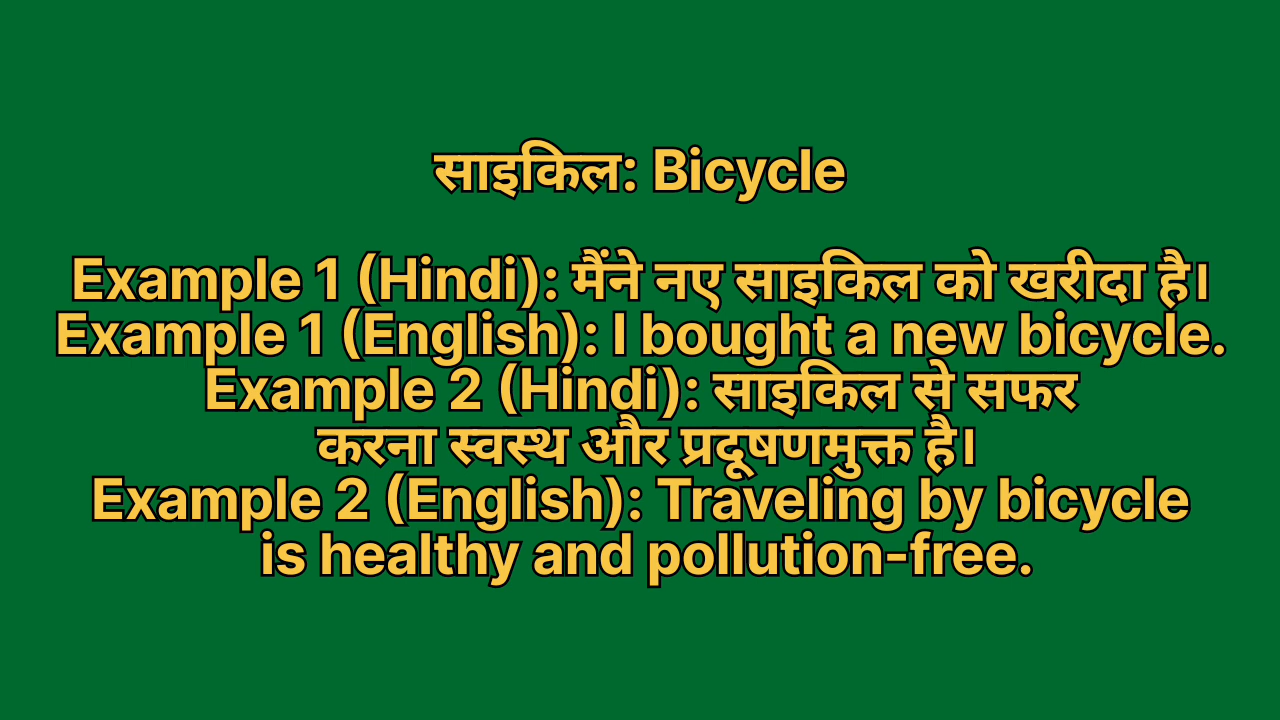 साइकिल: Bicycle
Example 1 (Hindi): मैंने नए साइकिल को खरीदा है।
Example 1 (English): I bought a new bicycle.
Example 2 (Hindi): साइकिल से सफर
करना स्वस्थ और प्रदूषणमुक्त है।
Example 2 (English): Traveling by bicycle
is healthy and pollution-free.